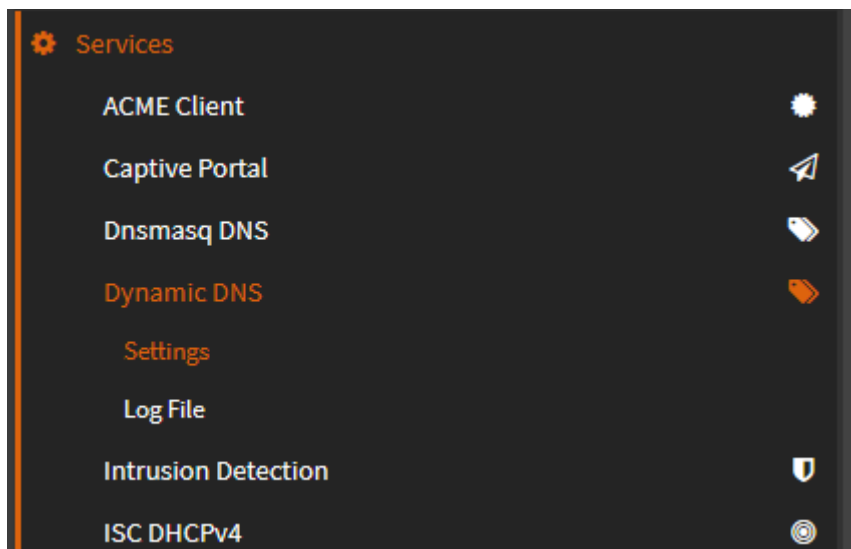 Services
ACME Client
Captive Portal
Dnsmasq DNS
Dynamic DNS
Settings
Log File
Intrusion Detection
ISC DHCPv4